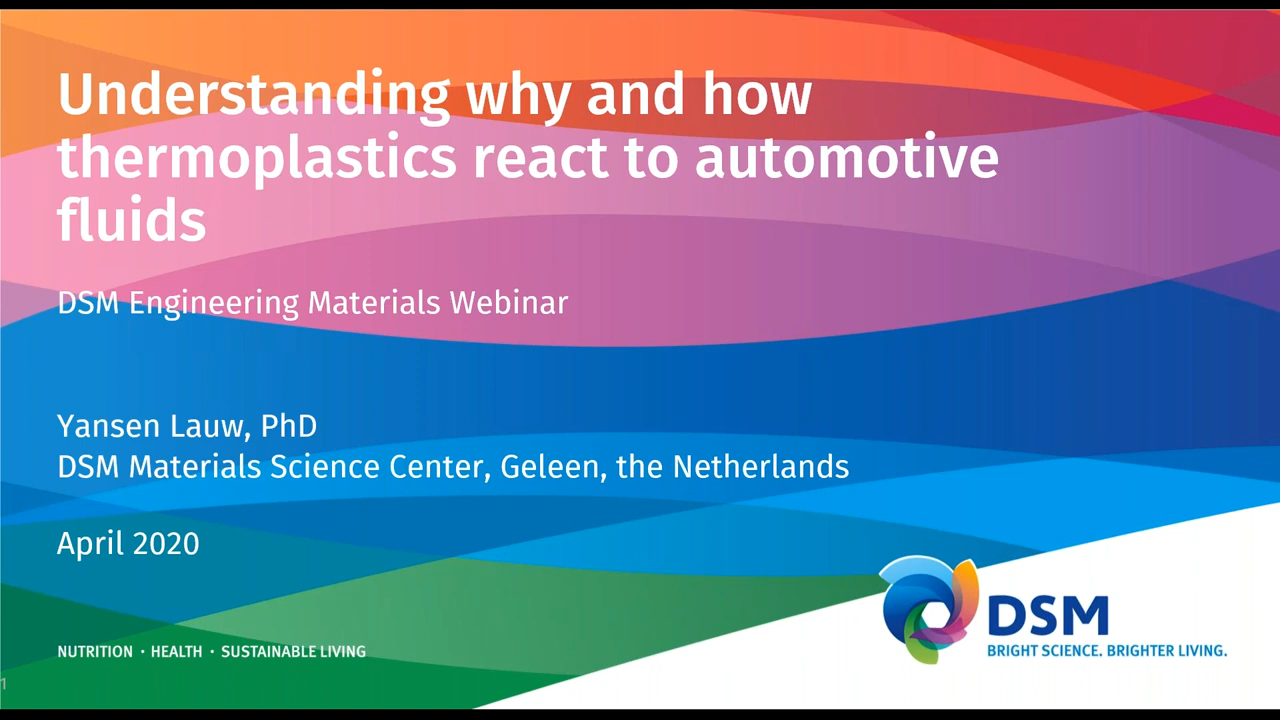 Understanding why and how
thermoplastics react to automotive
fluids
DSM Engineering Materials Webinar
Yansen Lauw, PhD
DSM Materials Science Center, Geleen, the Netherlands
April 2020
NUTRITION · HEALTH · SUSTAINABLE LIVING
DSM
BRIGHT SCIENCE. BRIGHTER LIVING.
1